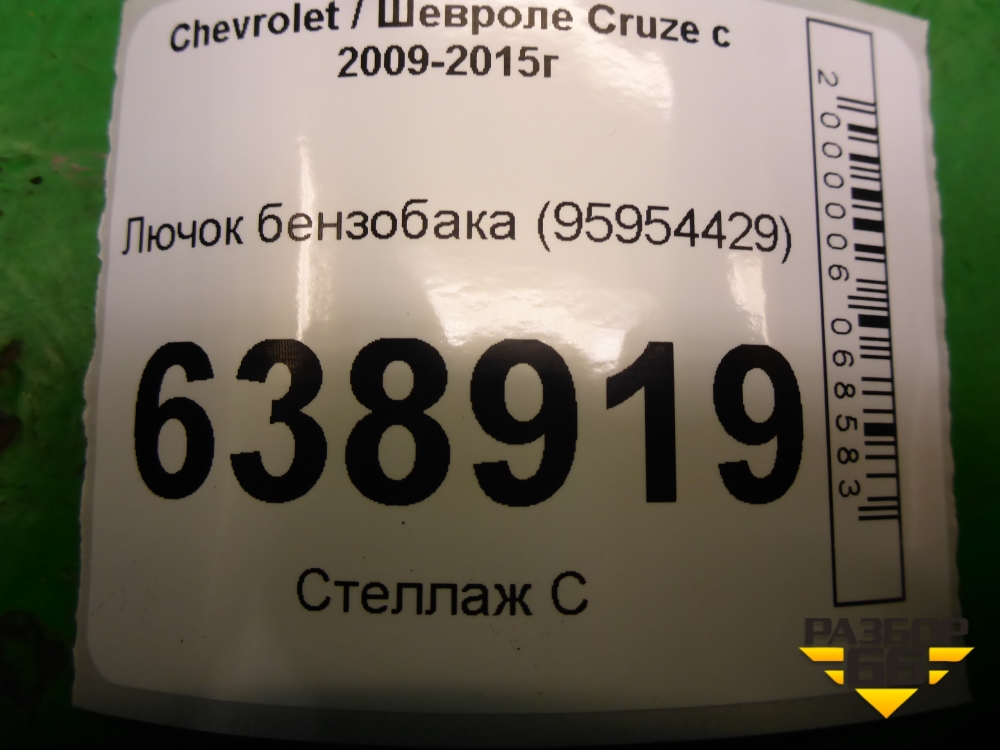 Chevrolet / Шевроле Cruze с
2009-2015г
Лючок бензобака (95954429)
638919
Стеллаж С
2 000006 068583
РАЗБОР
66